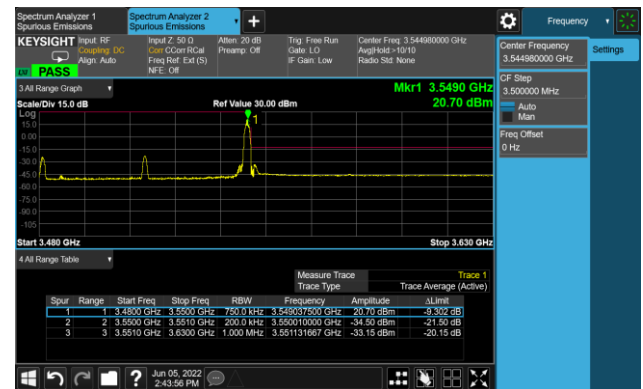 Spectrum Analyzer 1
Spurious Emissions
Spectrum Analyzer 2
Spurious Emissions
Frequency
KEYSIGHT
Input: RF
Coupling: DC
Align: Auto
Input Z: 50 Ω
Corr CCorr RCal
Freq Ref: Ext (S)
NFE: Off
Atten: 20 dB
Preamp: Off
Trig: Free Run
Gate: LO
IF Gain: Low
Center Freq: 3.544980000 GHz
Avg|Hold:>10/10
Radio Std: None
PASS
Center Frequency
3.544980000 GHz
Settings
CF Step
3.500000 MHz
Auto
Man
Freq Offset
0 Hz
3 All Range Graph
Mkr1 3.5490 GHz
Scale/Div 15.0 dB
Ref Value 30.00 dBm
20.70 dBm
Log
1
15.0
0.00
-15.0
-30.0
-45.0
-60.0
-75.0
-90.0
-105
Start 3.480 GHz
Stop 3.630 GHz
4 All Range Table
Measure Trace Trace 1
Trace Type Trace Average (Active)
Spur Range Start Freq Stop Freq RBW Frequency Amplitude ΔLimit
1 1 3.4800 GHz 3.5500 GHz 750.0 kHz 3.549037500 GHz 20.70 dBm -9.302 dB
2 2 3.5500 GHz 3.5510 GHz 200.0 kHz 3.550010000 GHz -34.50 dBm -21.50 dB
3 3 3.5510 GHz 3.6300 GHz 1.000 MHz 3.551131667 GHz -33.15 dBm -20.15 dB
Jun 05, 2022
2:43:56 PM